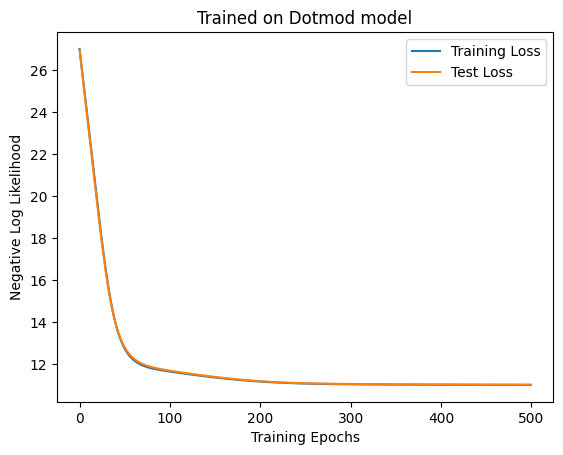 Trained on Dotmod model
Training Loss
Test Loss
Negative Log Likelihood
26
24
22
20
18
16
14
12
0
100
200
300
400
500
Training Epochs